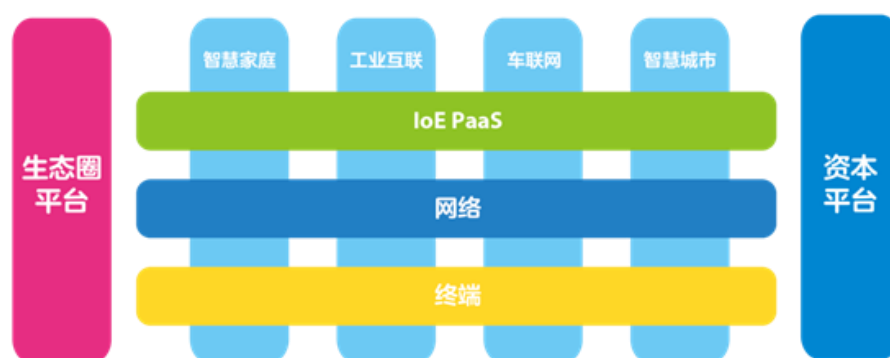 智慧家庭
工业互联
车联网
智慧城市
IoE PaaS
生态圈
平台
网络
资本
平台
终端